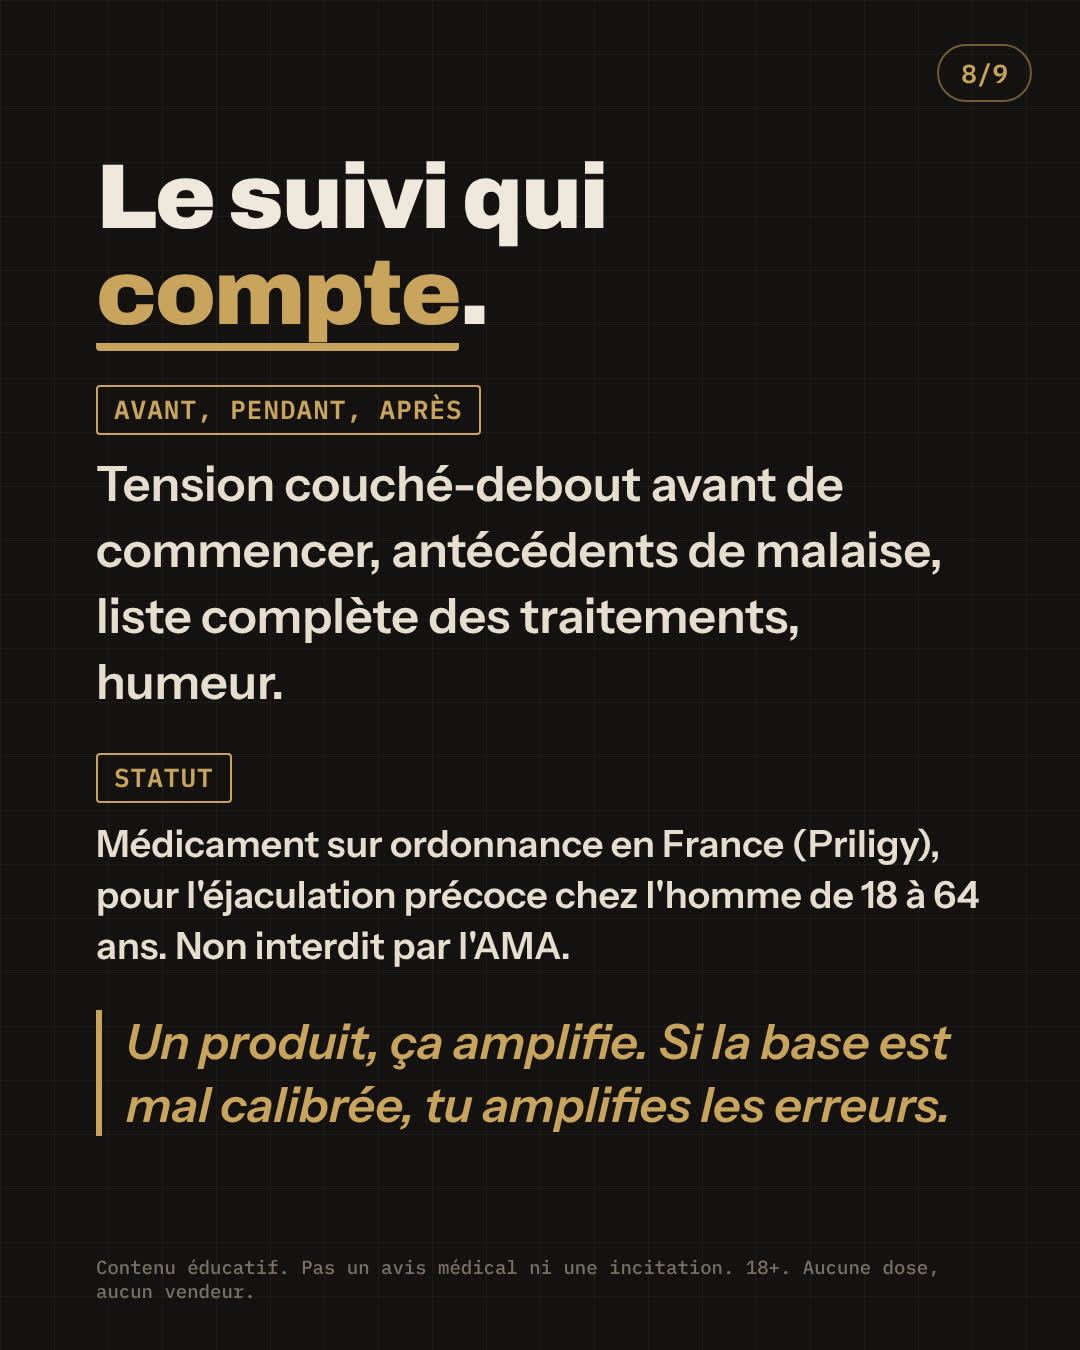 8/9
Le suivi qui
compte.
AVANT, PENDANT, APRÈS
Tension couché-debout avant de
commencer, antécédents de malaise,
liste complète des traitements,
humeur.
STATUT
Médicament sur ordonnance en France (Priligy),
pour l'éjaculation précoce chez l'homme de 18 à 64
ans. Non interdit par l'AMA.
Un produit, ça amplifie. Si la base est
mal calibrée, tu amplifies les erreurs.
Contenu éducatif. Pas un avis médical ni une incitation. 18+. Aucune dose,
aucun vendeur.